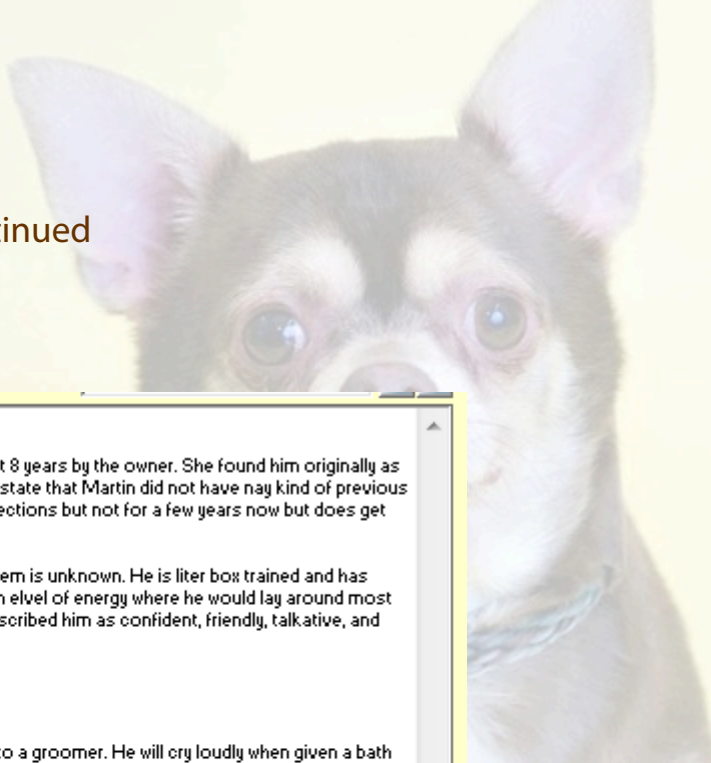 tinued
t 8 years by the owner. She found him originally as
state that Martin did not have nay kind of previous
ections but not for a few years now but does get
em is unknown. He is liter box trained and has
n elvel of energy where he would lay around most
scribed him as confident, friendly, talkative, and
to a groomer. He will cry loudly when given a bath